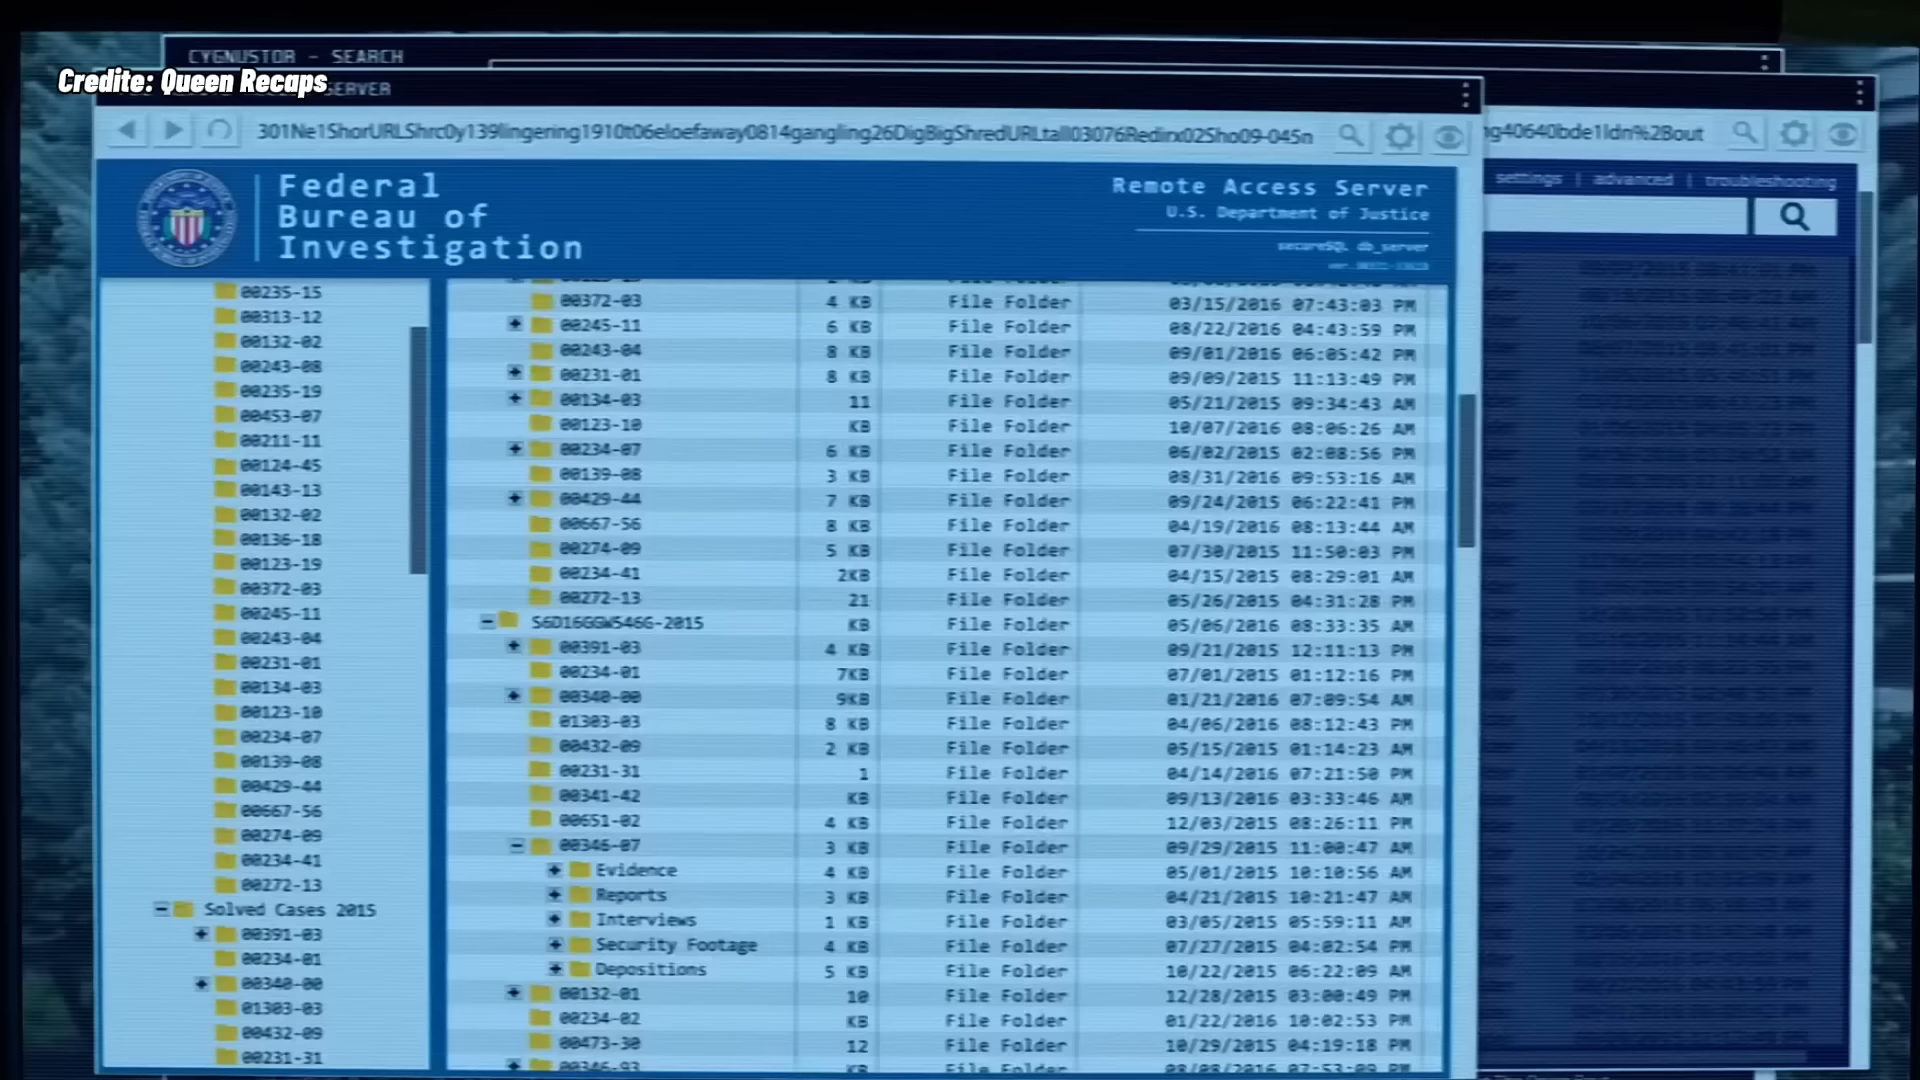 CYGNUSTOR - SEARCH
Credite: Queen Recaps
SERVER
301Ne1ShorURLShrc0y139lingering1910t06eloefaway0814gangling26DigBigShredURLtall03076Redirx02Sho09-045n
ng40640bde1ldn%2Bout
Federal
Bureau of
Investigation
Remote Access Server
U.S. Department of Justice
secureSQL db_server
settings | advanced | troubleshooting
00235-15
00313-12
00132-02
00243-08
00235-19
00453-07
00211-11
00124-45
00143-13
00132-02
00136-18
00123-19
00372-03
00245-11
00243-04
00231-01
00134-03
00123-10
00234-07
00139-08
00429-44
00667-56
00274-09
00234-41
00272-13
Solved Cases 2015
00391-03
00234-01
00340-00
01303-03
00432-09
00231-31
00372-03 4 KB File Folder 03/15/2016 07:43:03 PM
00245-11 6 KB File Folder 08/22/2016 04:43:59 PM
00243-04 8 KB File Folder 09/01/2016 06:05:42 PM
00231-01 8 KB File Folder 09/09/2015 11:13:49 PM
00134-03 11 File Folder 05/21/2015 09:34:43 AM
00123-10 KB File Folder 10/07/2016 08:06:26 AM
00234-07 6 KB File Folder 06/02/2015 02:08:56 PM
00139-08 3 KB File Folder 08/31/2016 09:53:16 AM
00429-44 7 KB File Folder 09/24/2015 06:22:41 PM
00667-56 8 KB File Folder 04/19/2016 08:13:44 AM
00274-09 5 KB File Folder 07/30/2015 11:50:03 PM
00234-41 2KB File Folder 04/15/2015 08:29:01 AM
00272-13 21 File Folder 05/26/2015 04:31:28 PM
S6D16GGW546G-2015 KB File Folder 05/06/2016 08:33:35 AM
00391-03 4 KB File Folder 09/21/2015 12:11:13 PM
00234-01 7KB File Folder 07/01/2015 01:12:16 PM
00340-00 9KB File Folder 01/21/2016 07:09:54 AM
01303-03 8 KB File Folder 04/06/2016 08:12:43 PM
00432-09 2 KB File Folder 05/15/2015 01:14:23 AM
00231-31 1 File Folder 04/14/2016 07:21:50 PM
00341-42 KB File Folder 09/13/2016 03:33:46 AM
00651-02 4 KB File Folder 12/03/2015 08:26:11 PM
00346-07 3 KB File Folder 09/29/2015 11:00:47 AM
Evidence 4 KB File Folder 05/01/2015 10:10:56 AM
Reports 3 KB File Folder 04/21/2015 10:21:47 AM
Interviews 1 KB File Folder 03/05/2015 05:59:11 AM
Security Footage 4 KB File Folder 07/27/2015 04:02:54 PM
Depositions 5 KB File Folder 10/22/2015 06:22:09 AM
00132-01 10 File Folder 12/28/2015 03:00:49 PM
00234-02 KB File Folder 01/22/2016 10:02:53 PM
00473-30 12 File Folder 10/29/2015 04:19:18 PM
00346-93 KB File Folder 08/08/2016 07:53:09 PM